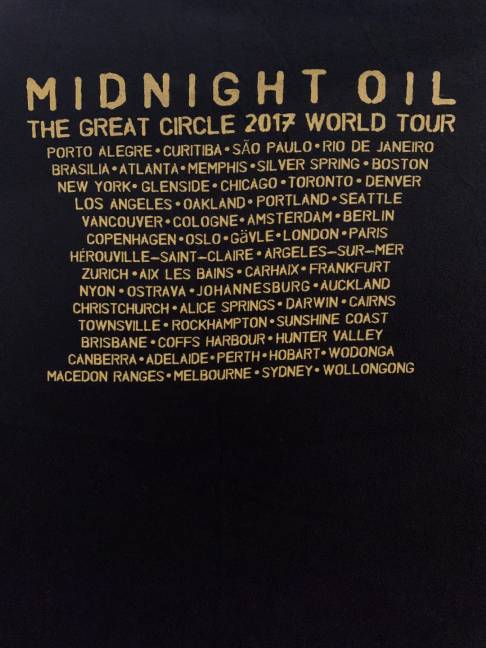 MIDNIGHT OIL
THE GREAT CIRCLE 2017 WORLD TOUR
PORTO ALEGRE•CURITIBA•SÃO PAULO•RIO DE JANEIRO
BRASILIA•ATLANTA•MEMPHIS•SILVER SPRING•BOSTON
NEW YORK•GLENSIDE•CHICAGO•TORONTO•DENVER
LOS ANGELES•OAKLAND•PORTLAND•SEATTLE
VANCOUVER•COLOGNE•AMSTERDAM•BERLIN
COPENHAGEN•OSLO•GäVLE•LONDON•PARIS
HÉROUVILLE-SAINT-CLAIRE•ARGELES-SUR-MER
ZURICH•AIX LES BAINS•CARHAIX•FRANKFURT
NYON•OSTRAVA•JOHANNESBURG•AUCKLAND
CHRISTCHURCH•ALICE SPRINGS•DARWIN•CAIRNS
TOWNSVILLE•ROCKHAMPTON•SUNSHINE COAST
BRISBANE•COFFS HARBOUR•HUNTER VALLEY
CANBERRA•ADELAIDE•PERTH•HOBART•WODONGA
MACEDON RANGES•MELBOURNE•SYDNEY•WOLLONGONG